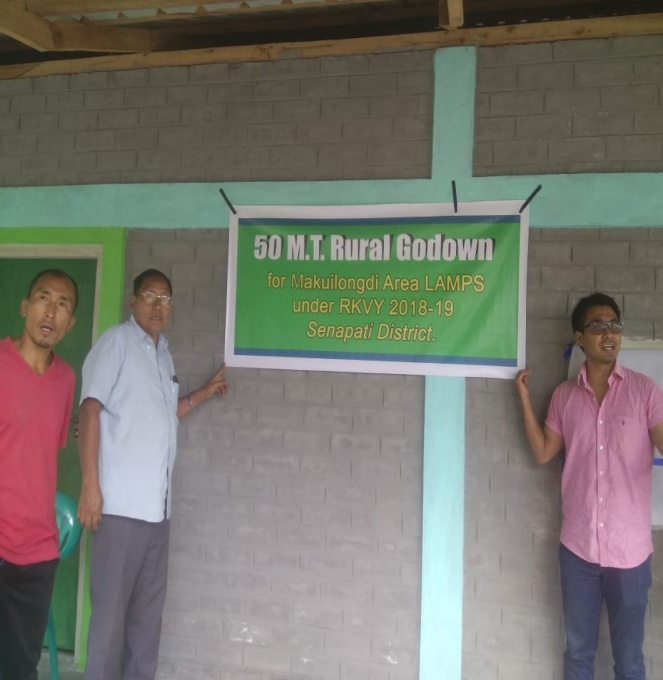 50 M.T. Rural Godown
for Makuilongdi Area LAMPS
under RKVY 2018-19
Senapati District.